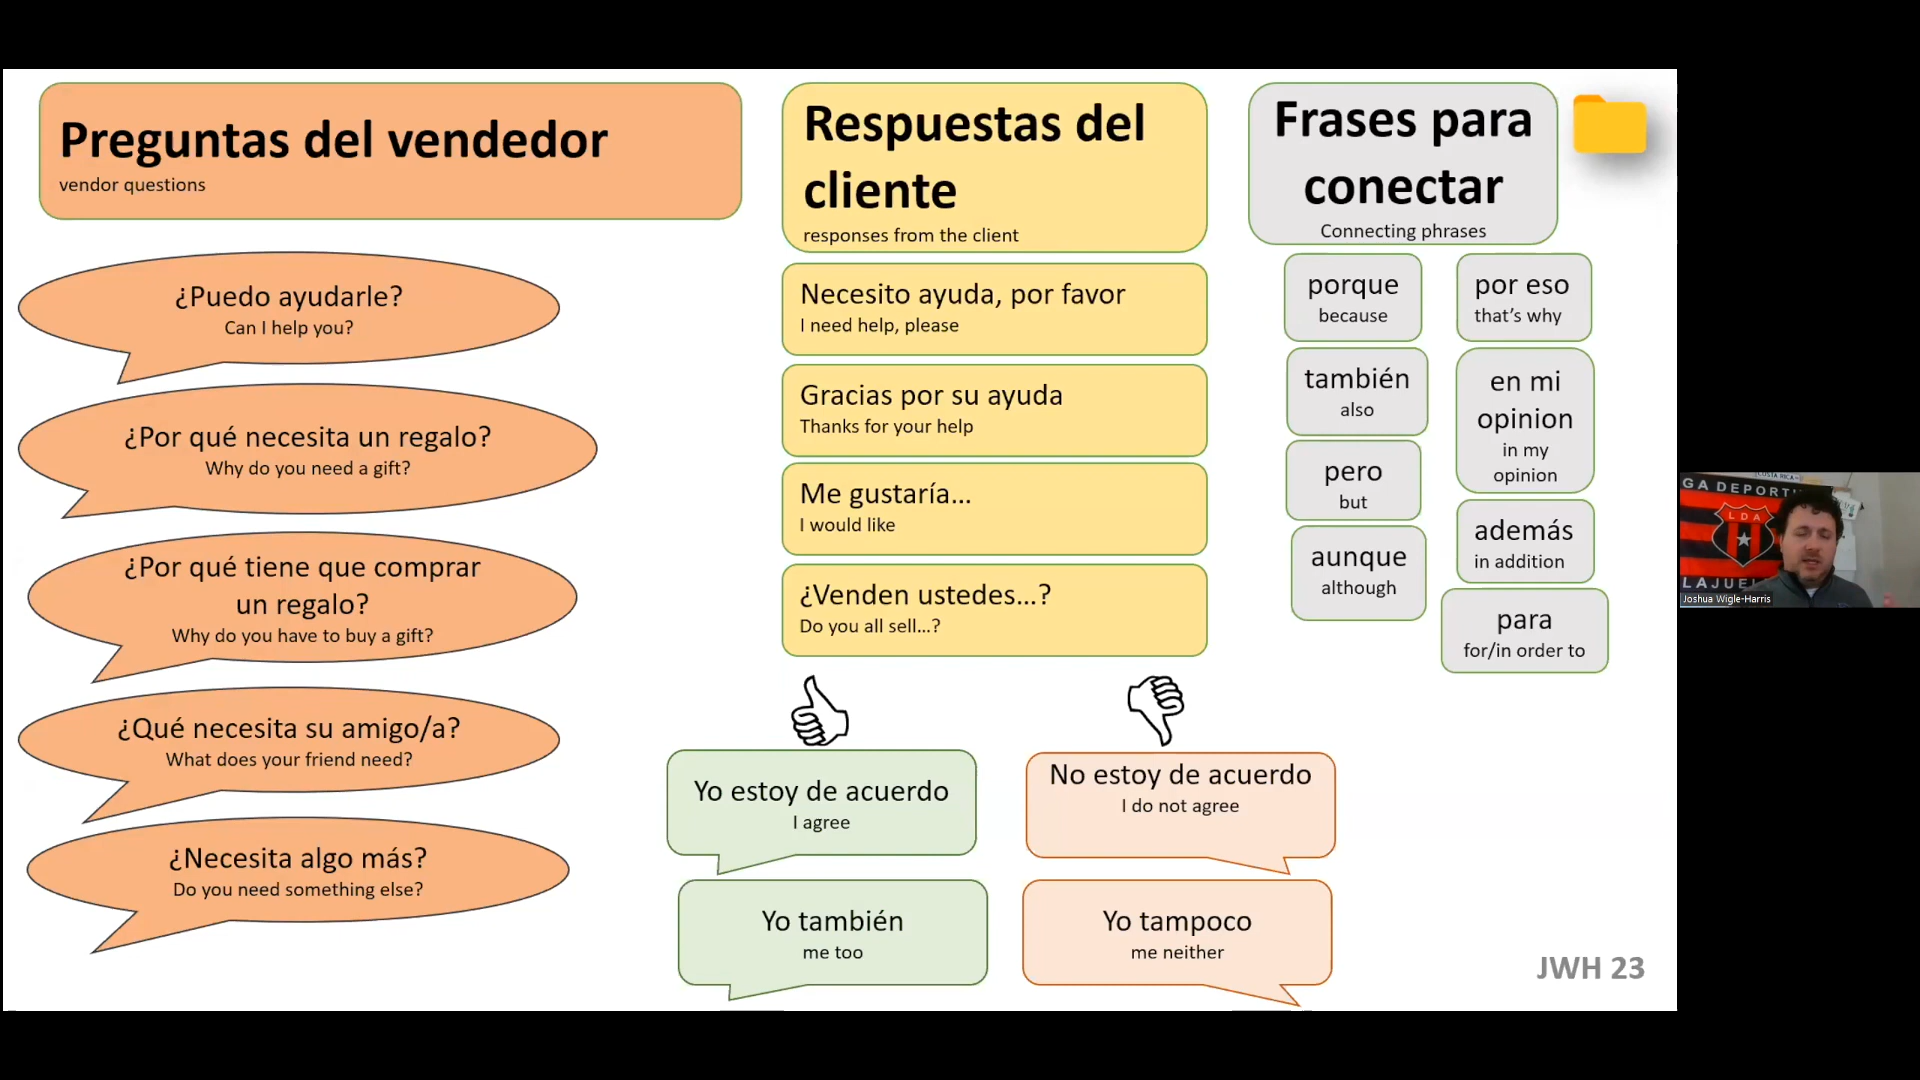 Preguntas del vendedor
vendor questions
¿Puedo ayudarle?
Can I help you?
¿Por qué necesita un regalo?
Why do you need a gift?
¿Por qué tiene que comprar
un regalo?
Why do you have to buy a gift?
¿Qué necesita su amigo/a?
What does your friend need?
¿Necesita algo más?
Do you need something else?
Respuestas del
cliente
responses from the client
Necesito ayuda, por favor
I need help, please
Gracias por su ayuda
Thanks for your help
Me gustaría...
I would like
¿Venden ustedes...?
Do you all sell...?
Yo estoy de acuerdo
I agree
No estoy de acuerdo
I do not agree
Yo también
me too
Yo tampoco
me neither
Frases para
conectar
Connecting phrases
porque
because
por eso
that's why
también
also
en mi
opinion
in my
opinion
pero
but
además
in addition
aunque
although
para
for/in order to
JWH 23
COSTA RICA
GA DEPORTI
LDA
LAJUEL
Joshua Wigle-Harris